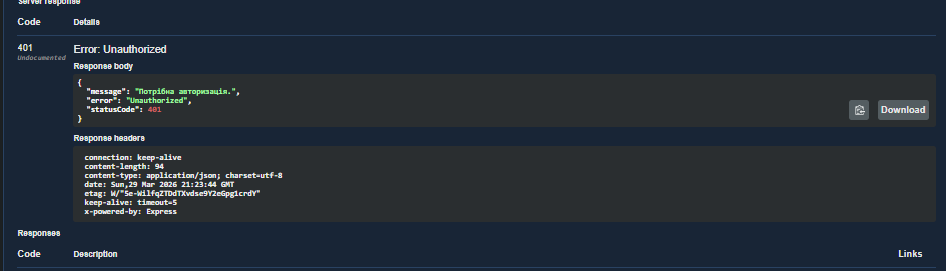 Server response
Code Details
401 Error: Unauthorized
Undocumented
Response body
{
"message": "Потрібна авторизація.",
"error": "Unauthorized",
"statusCode": 401
}
Download
Response headers
connection: keep-alive
content-length: 94
content-type: application/json; charset=utf-8
date: Sun,29 Mar 2026 21:23:44 GMT
etag: W/"5e-WilfqZTDdTXvdse9Y2eGpg1crdY"
keep-alive: timeout=5
x-powered-by: Express
Responses
Code Description Links